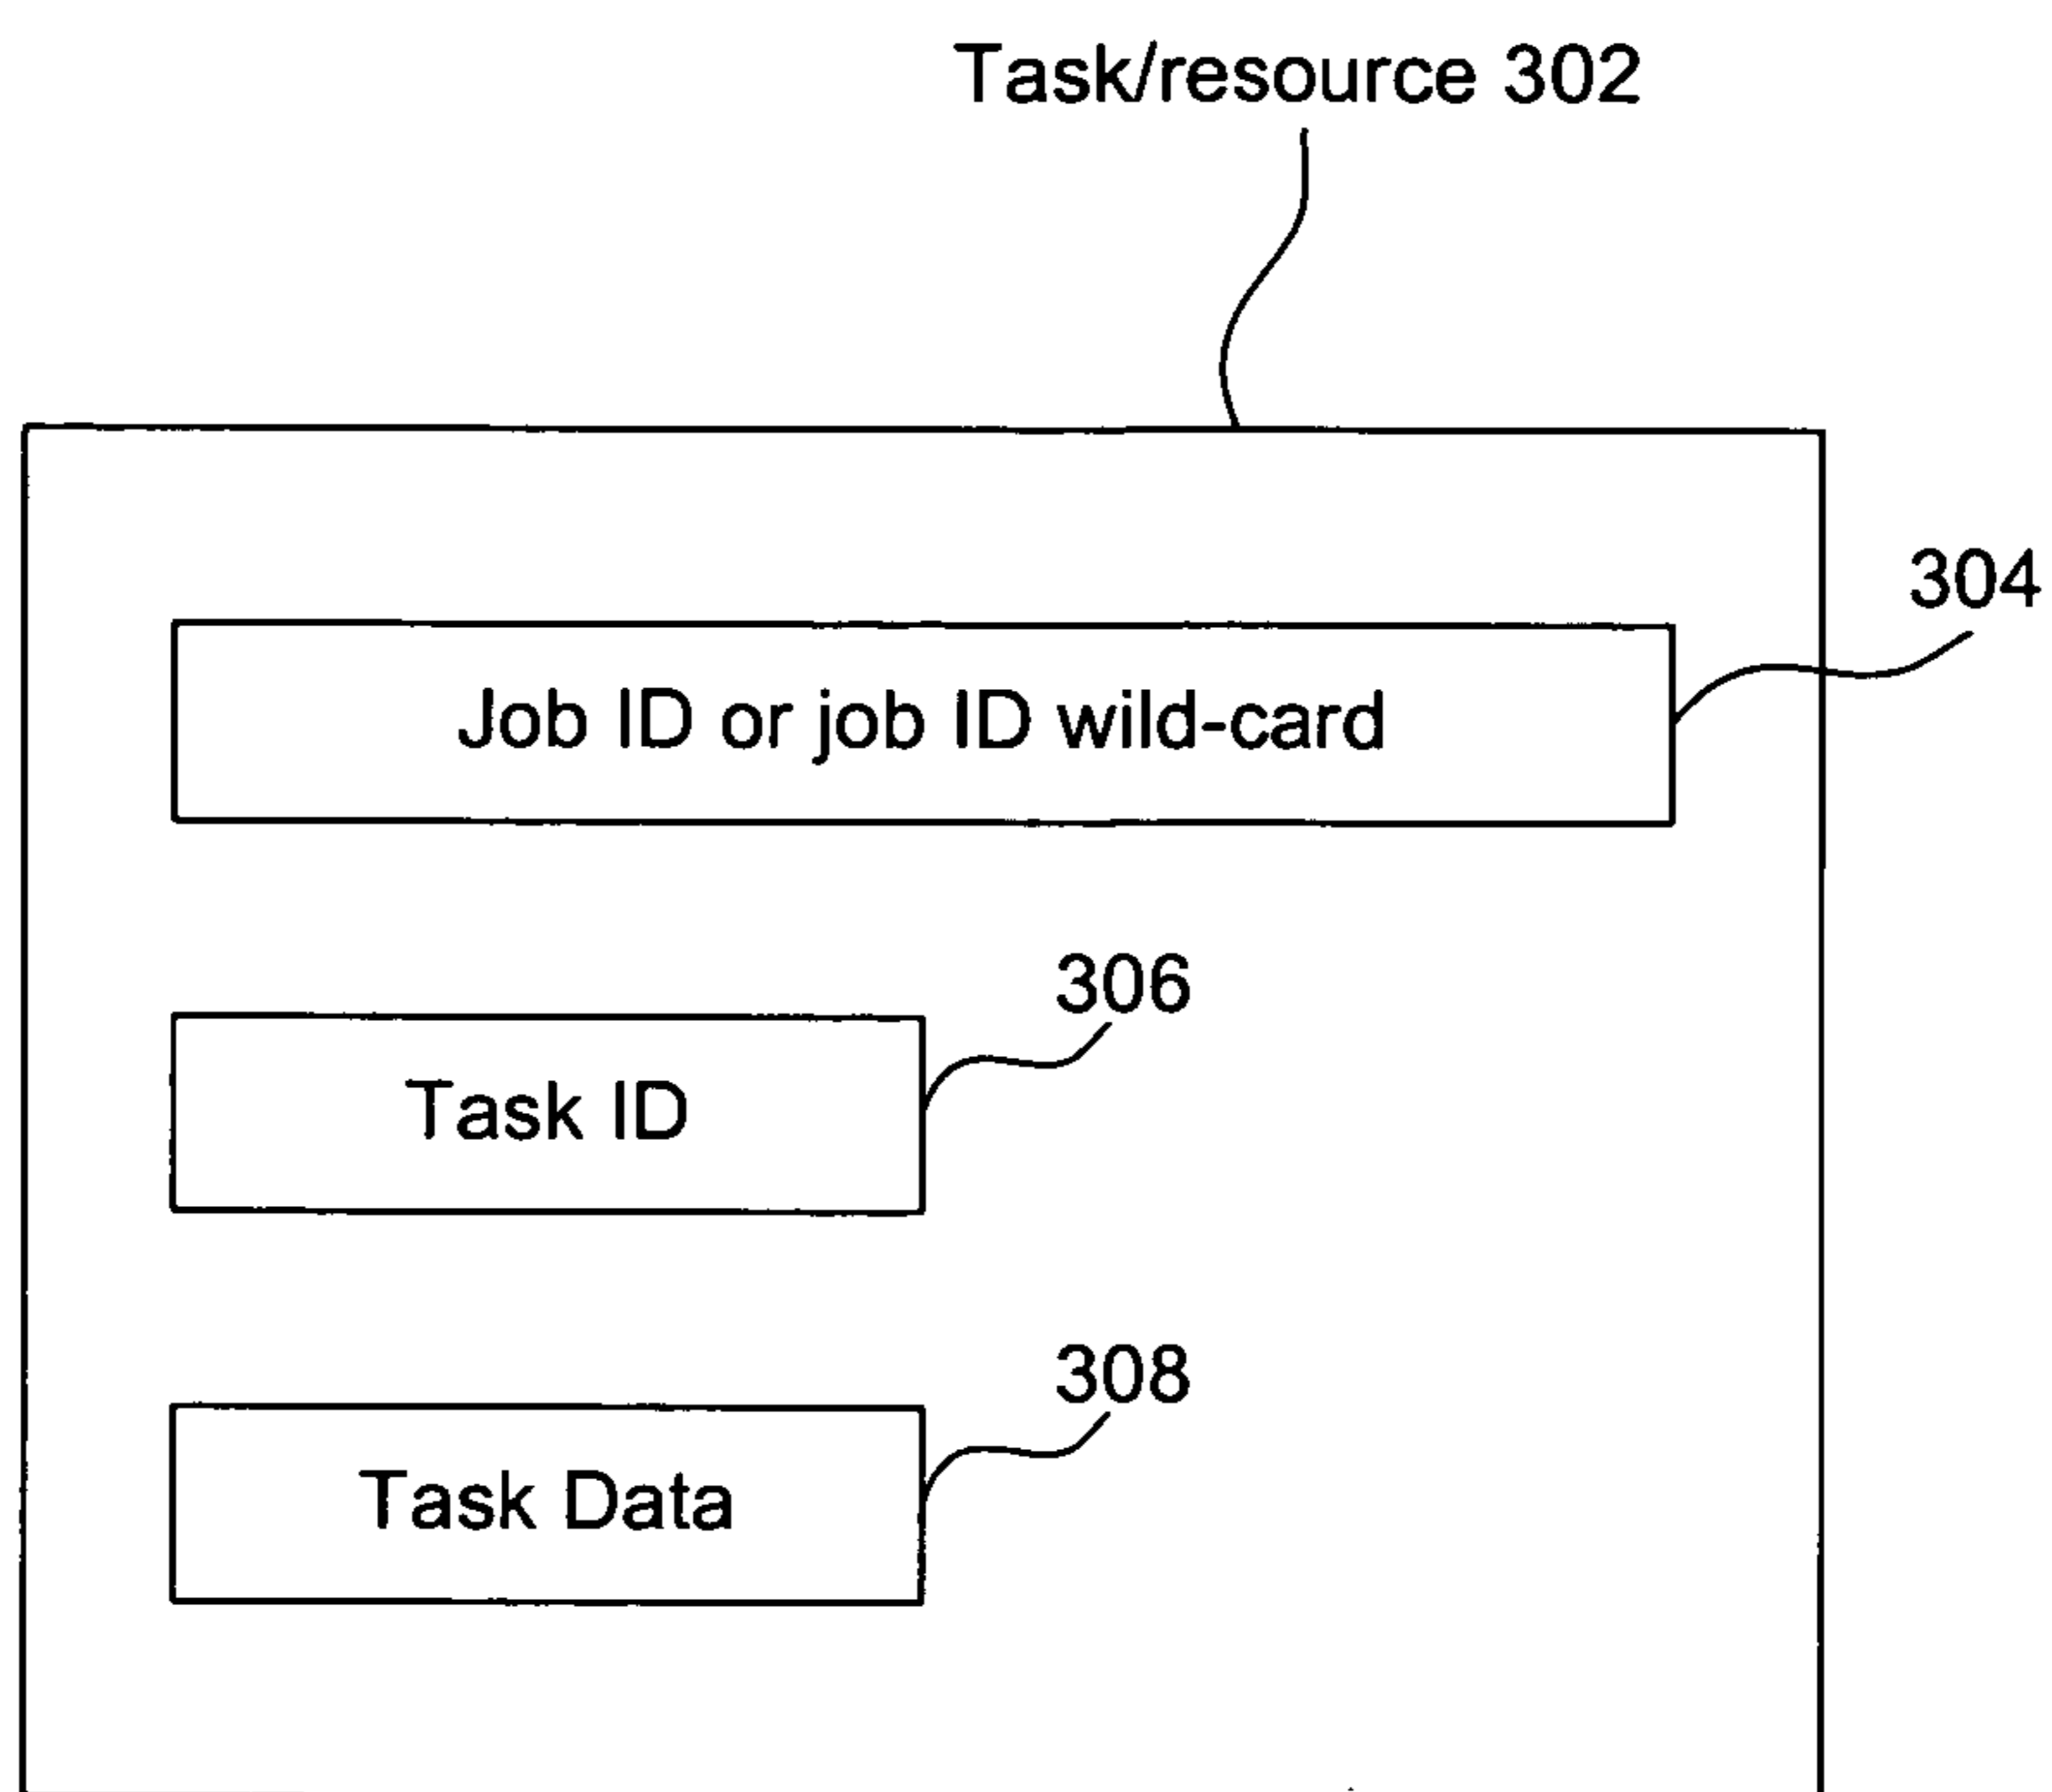 Task/resource 302
304
Job ID or job ID wild-card
306
Task ID
308
Task Data